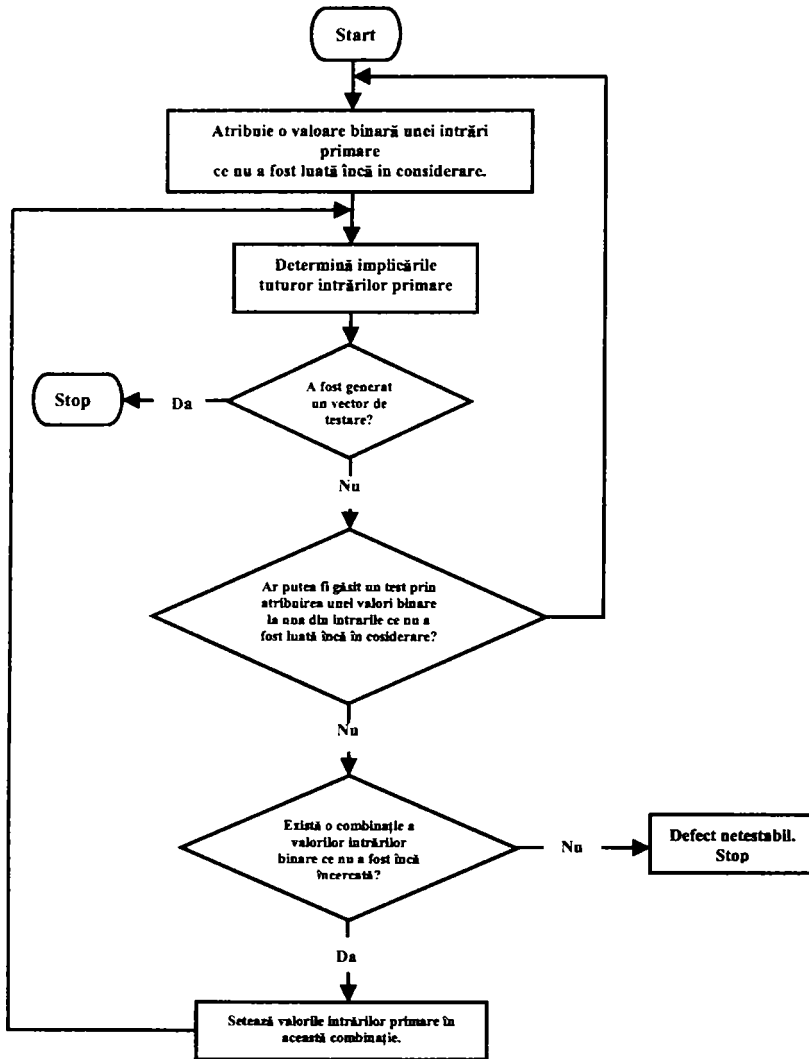 Start
Atribuie o valoare binară unei intrări
primare
ce nu a fost luată încă in considerare.
Determină implicările
tuturor intrărilor primare
A fost generat
un vector de
testare?
Stop
Da
Nu
Ar putea fi găsit un test prin
atribuirea unei valori binare
la una din intrarile ce nu a
fost luată încă în cosiderare?
Nu
Există o combinație a
valorilor intrărilor
binare ce nu a fost încă
încercată?
Nu
Defect netestabil.
Stop
Da
Setează valorile intrărilor primare în
această combinație.